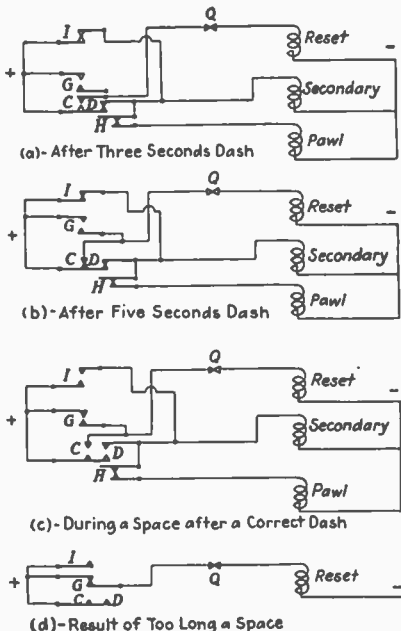 I
Q
Reset
-
+
G
Secondary
C D
H
Pawl
(a)-After Three Seconds Dash
Q
I
Reset
-
+
G
C D
Secondary
H
Pawl
(b)-After Five Seconds Dash
Q
I
Reset
-
+
G
Secondary
C D
H
Pawl
(c)-During a Space after a Correct Dash
I
+
G
Q
Reset
-
C D
(d)-Result of Too Long a Space